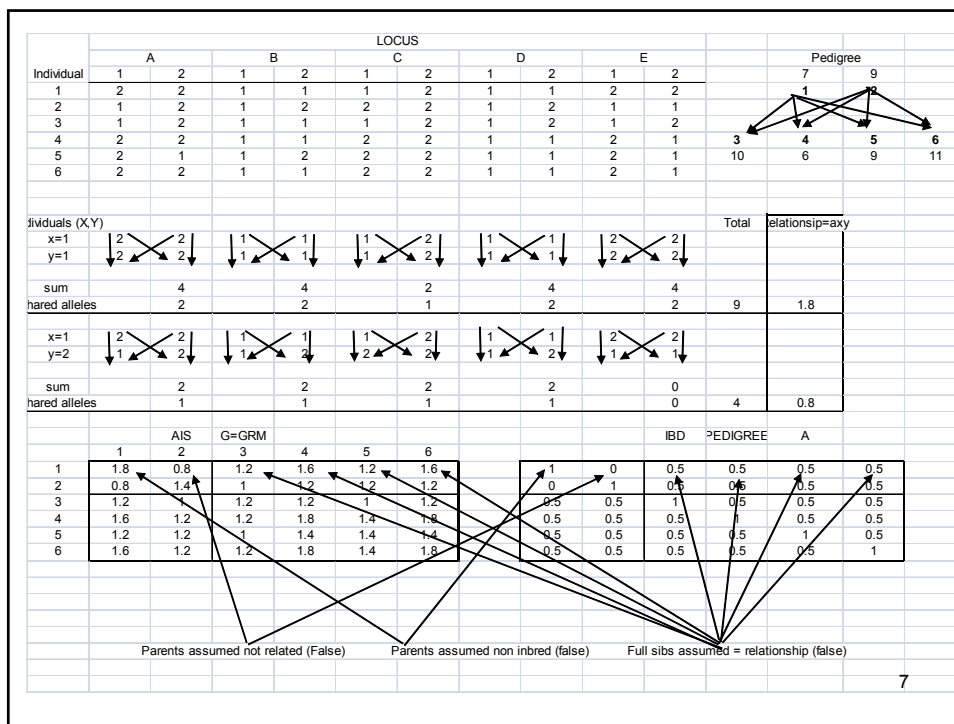 LOCUS
A B C D E Pedigree
Individual 1 2 1 2 1 2 1 2 1 2 7 9
1 2 2 1 1 1 2 1 1 2 2 1 2
2 1 2 1 2 2 2 1 2 1 1
3 1 2 1 1 1 2 1 2 1 2
4 2 2 1 1 2 2 1 1 2 1 3 4 5 6
5 2 1 1 2 2 2 1 1 2 1 10 6 9 11
6 2 2 1 1 2 2 1 1 2 1
dividuals (X,Y) Total elationsip=axy
x=1 2 2 1 1 1 2 1 1 2 2
y=1 2 2 1 1 1 2 1 1 2 2
sum 4 4 2 4 4
hared alleles 2 2 1 2 2 9 1.8
x=1 2 2 1 1 1 2 1 1 2 2
y=2 1 2 1 2 2 2 1 2 1 1
sum 2 2 2 2 0
hared alleles 1 1 1 1 0 4 0.8
AIS G=GRM IBD PEDIGREE A
1 2 3 4 5 6
1 1.8 0.8 1.2 1.6 1.2 1.6 1 0 0.5 0.5 0.5 0.5
2 0.8 1.4 1 1.2 1.2 1.2 0 1 0.5 0.5 0.5 0.5
3 1.2 1 1.2 1.2 1 1.2 0.5 0.5 1 0.5 0.5 0.5
4 1.6 1.2 1.2 1.8 1.4 1.8 0.5 0.5 0.5 1 0.5 0.5
5 1.2 1.2 1 1.4 1.4 1.4 0.5 0.5 0.5 0.5 1 0.5
6 1.6 1.2 1.2 1.8 1.4 1.8 0.5 0.5 0.5 0.5 0.5 1
Parents assumed not related (False) Parents assumed non inbred (false) Full sibs assumed = relationship (false)
7